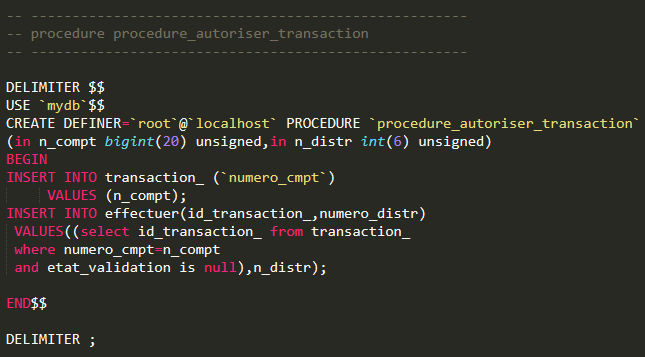 -- -----------------------------------------------------
-- procedure procedure_autoriser_transaction
-- -----------------------------------------------------
DELIMITER $$
USE `mydb`$$
CREATE DEFINER=`root`@`localhost` PROCEDURE `procedure_autoriser_transaction`
(in n_compt bigint(20) unsigned,in n_distr int(6) unsigned)
BEGIN
INSERT INTO transaction_ (`numero_cmpt`)
VALUES (n_compt);
INSERT INTO effectuer(id_transaction_,numero_distr)
VALUES((select id_transaction_ from transaction_
where numero_cmpt=n_compt
and etat_validation is null),n_distr);
END$$
DELIMITER ;